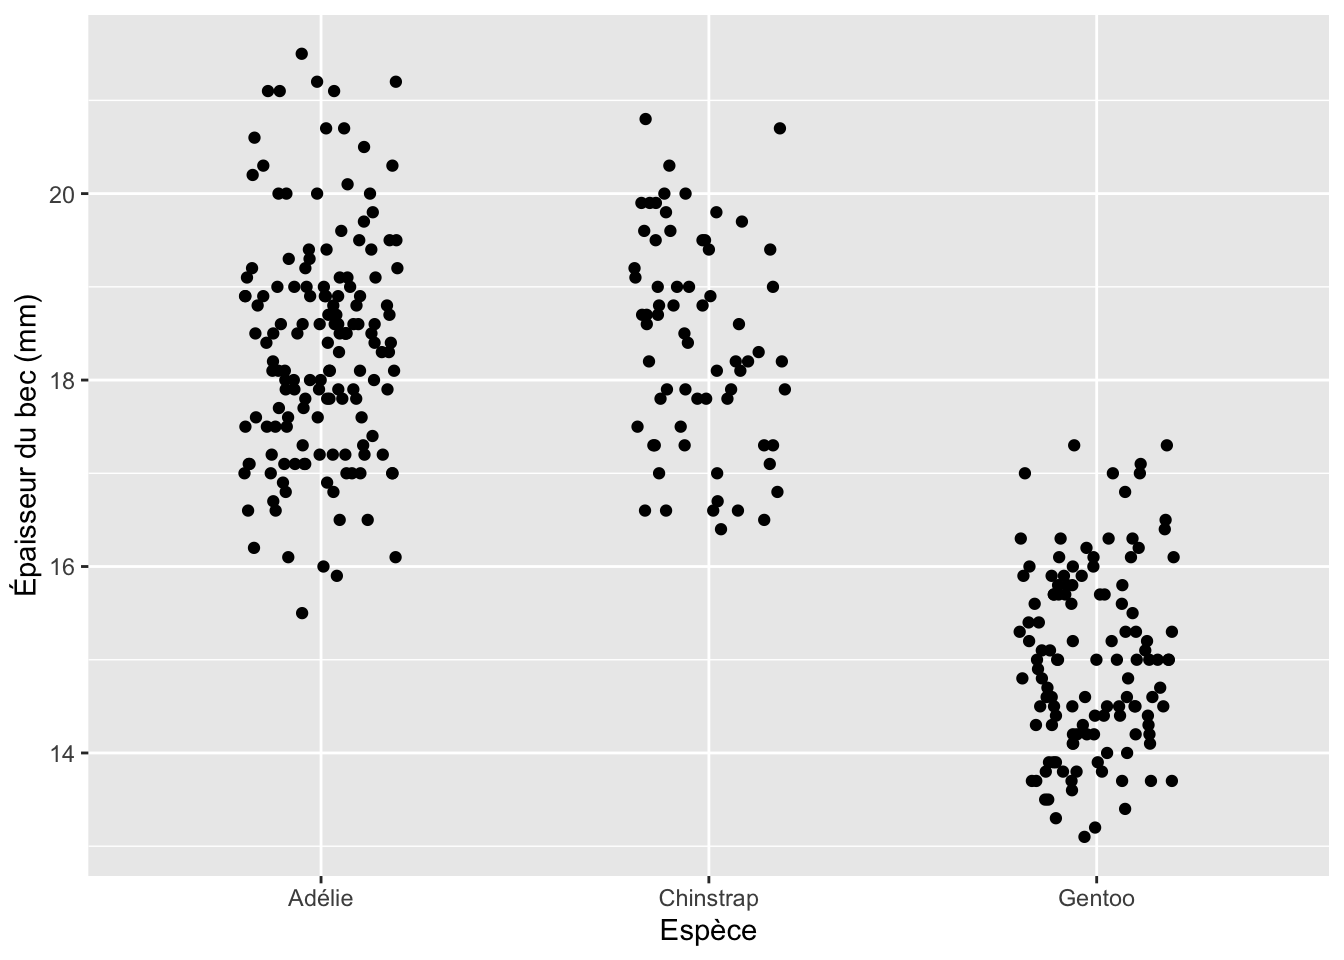 Épaisseur du bec (mm)
20
18
16
14
Adélie
Chinstrap
Gentoo
Espèce